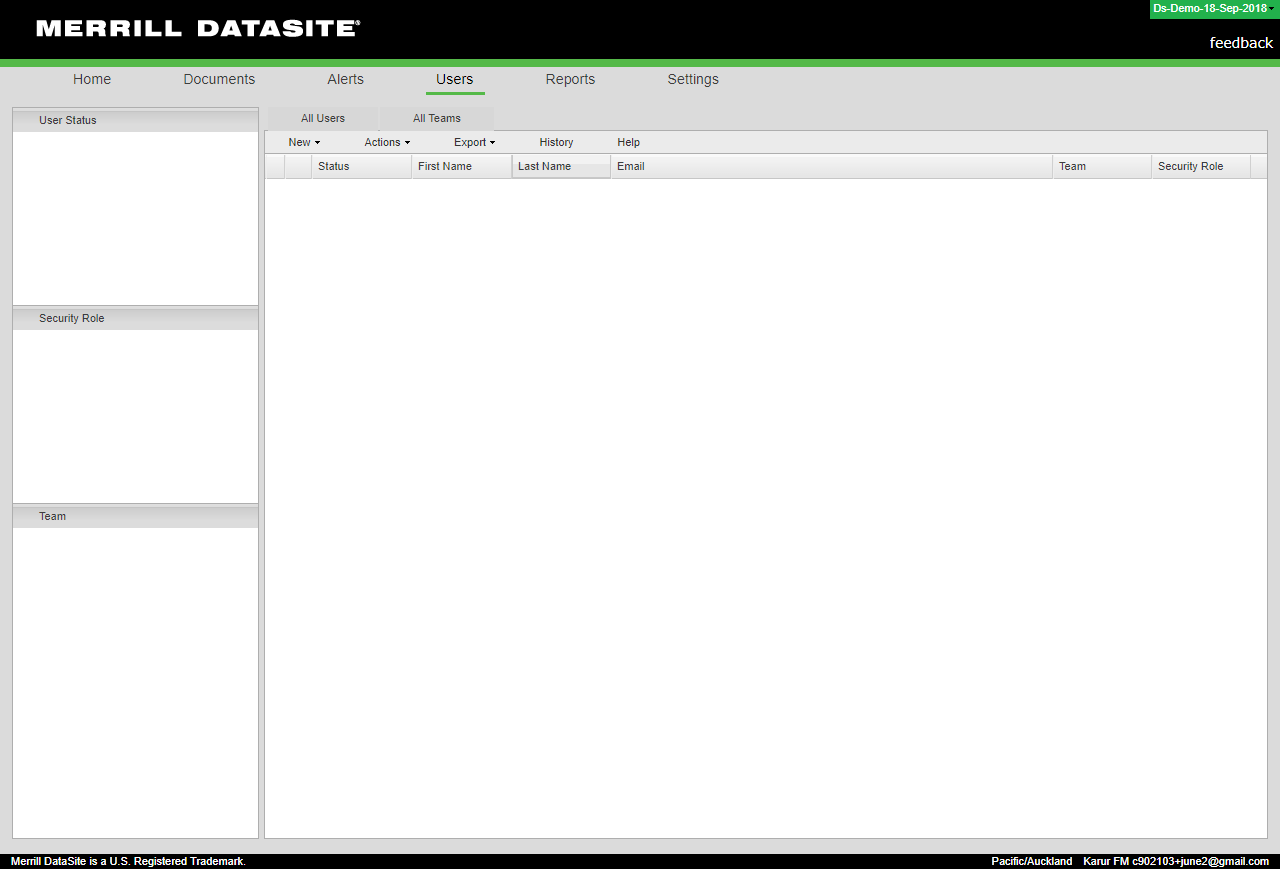 MERRILL DATASITE®
Ds-Demo-18-Sep-2018
feedback
Home Documents Alerts Users Reports Settings
User Status
All Users All Teams
New Actions Export History Help
Status First Name Last Name Email Team Security Role
Security Role
Team
Merrill DataSite is a U.S. Registered Trademark. Pacific/Auckland Karur FM c902103+june2@gmail.com